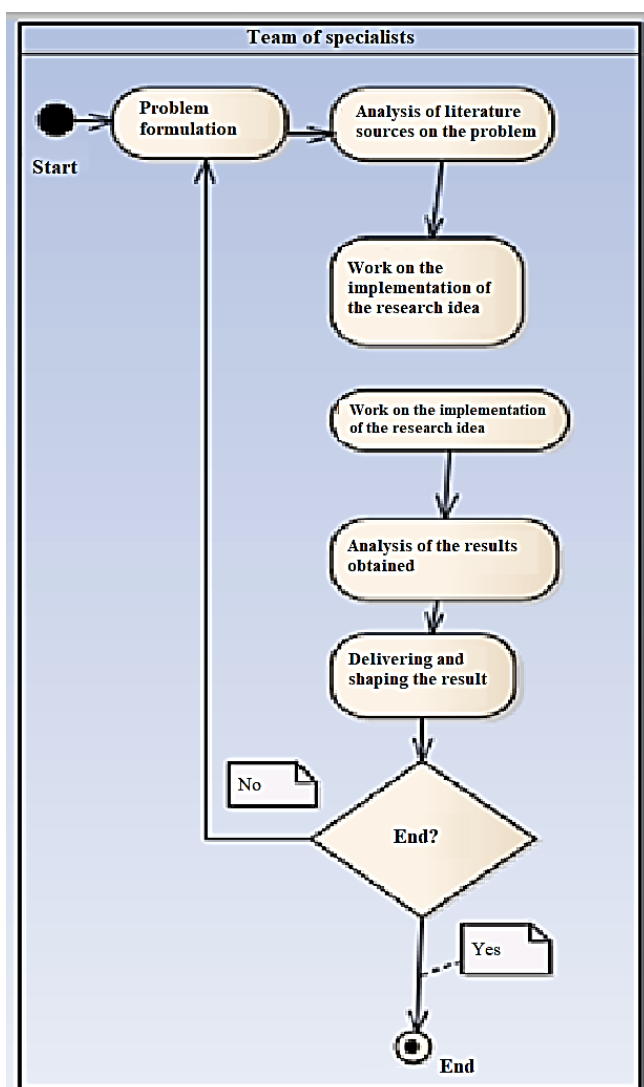 Team of specialists
Problem
formulation
Analysis of literature
sources on the problem
Start
Work on the
implementation of
the research idea
Work on the implementation
of the research idea
Analysis of the results
obtained
Delivering and
shaping the result
No
End?
Yes
End